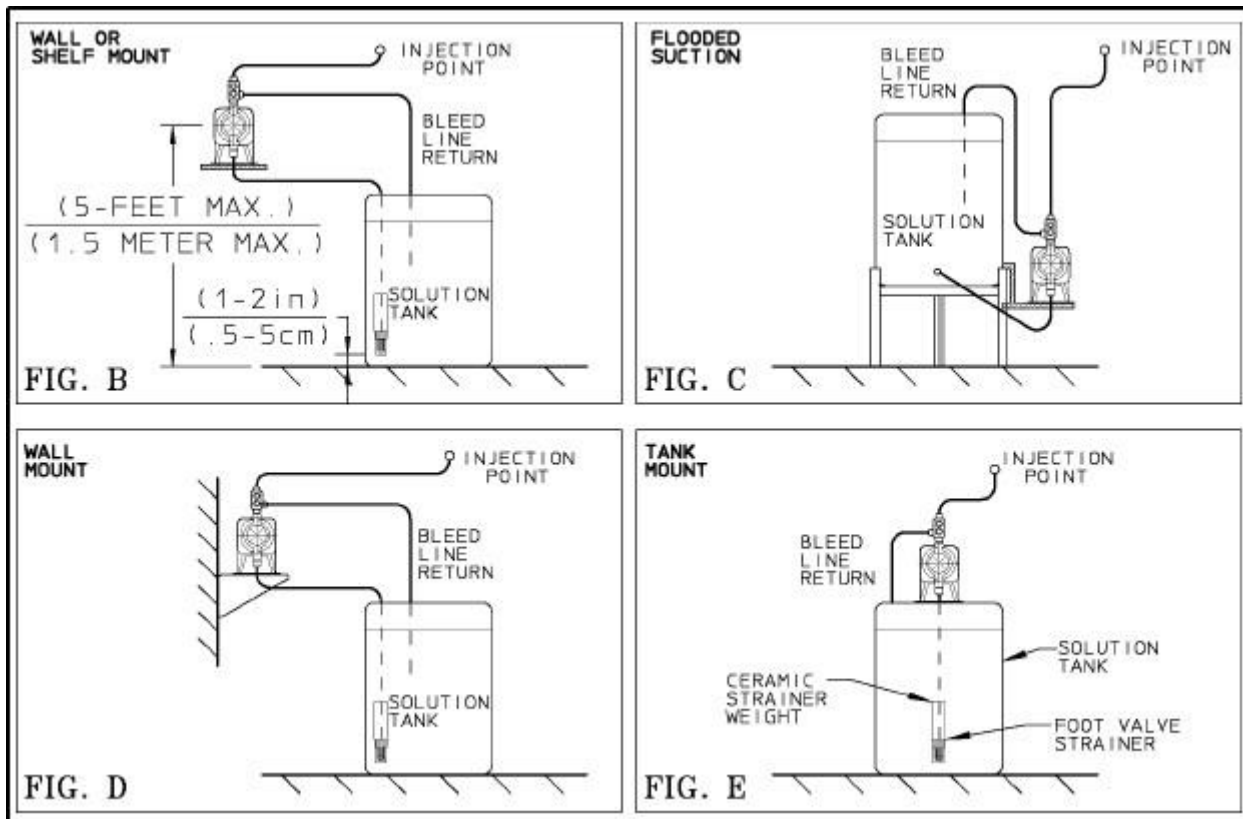 WALL OR
SHELF MOUNT
INJECTION
POINT
BLEED
LINE
RETURN
(5-FEET MAX.)
(1.5 METER MAX.)
(1-2in)
(.5-5cm)
SOLUTION
TANK
FIG. B
FLOODED
SUCTION
BLEED
LINE
RETURN
INJECTION
POINT
SOLUTION
TANK
FIG. C
WALL
MOUNT
INJECTION
POINT
BLEED
LINE
RETURN
SOLUTION
TANK
FIG. D
TANK
MOUNT
INJECTION
POINT
BLEED
LINE
RETURN
SOLUTION
TANK
CERAMIC
STRAINER
WEIGHT
FOOT VALVE
STRAINER
FIG. E